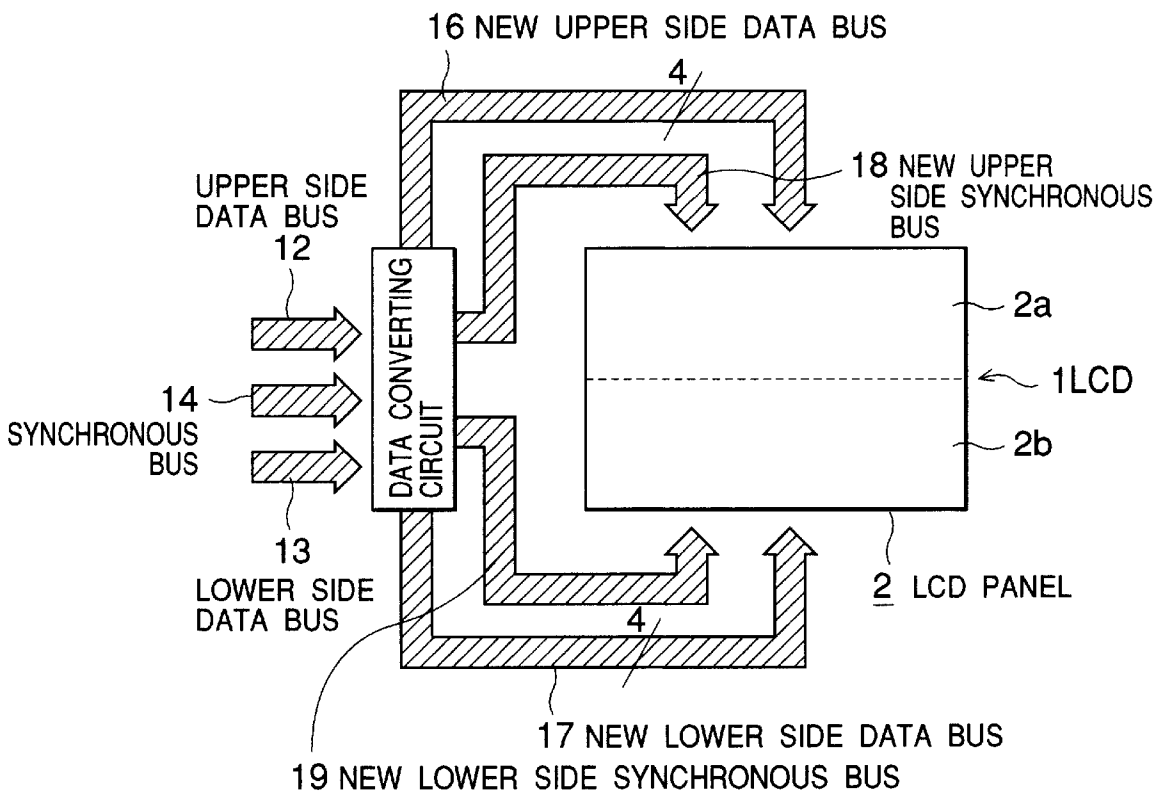 16 NEW UPPER SIDE DATA BUS
4
18 NEW UPPER
SIDE SYNCHRONOUS
BUS
UPPER SIDE
DATA BUS
12
DATA CONVERTING
CIRCUIT
2a
1LCD
14
SYNCHRONOUS
BUS
2b
13
LOWER SIDE
DATA BUS
2 LCD PANEL
4
17 NEW LOWER SIDE DATA BUS
19 NEW LOWER SIDE SYNCHRONOUS BUS